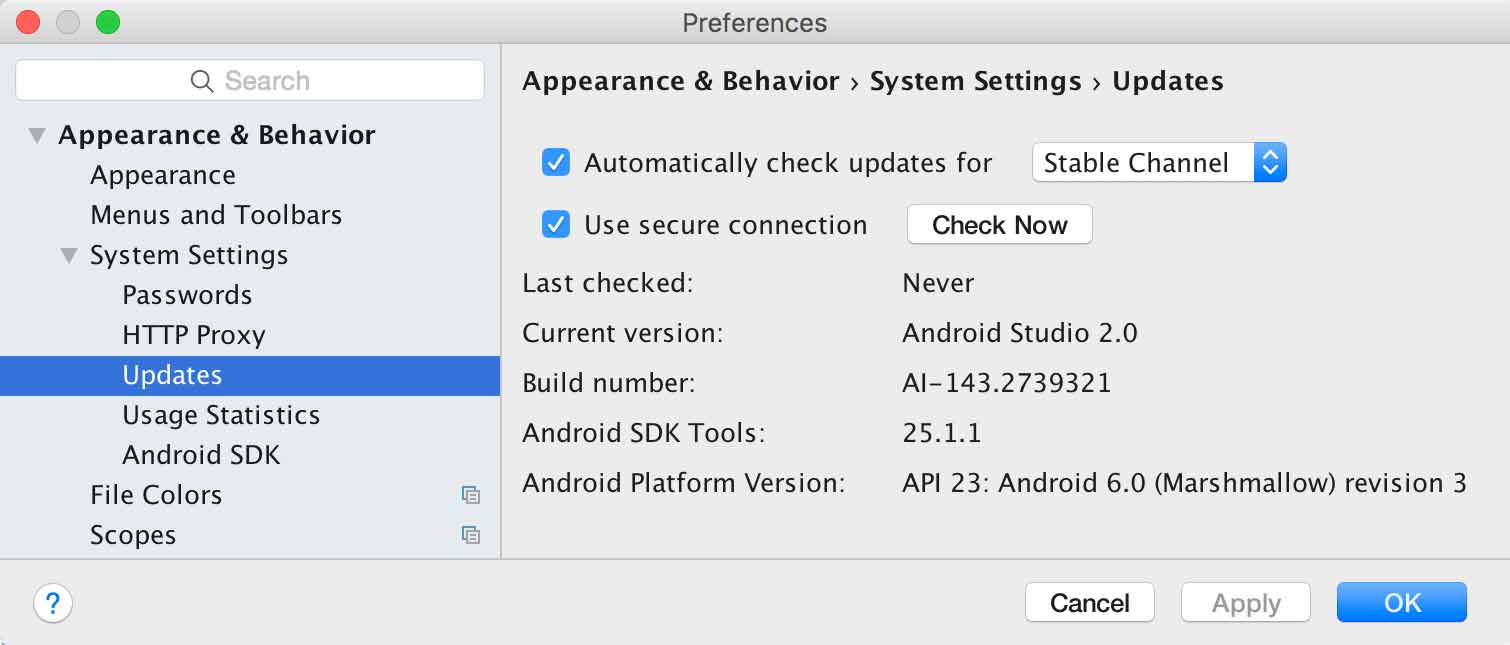 Preferences
Search
Appearance & Behavior
Appearance
Menus and Toolbars
System Settings
Passwords
HTTP Proxy
Updates
Usage Statistics
Android SDK
File Colors
Scopes
Appearance & Behavior › System Settings › Updates
Automatically check updates for Stable Channel
Use secure connection Check Now
Last checked: Never
Current version: Android Studio 2.0
Build number: AI-143.2739321
Android SDK Tools: 25.1.1
Android Platform Version: API 23: Android 6.0 (Marshmallow) revision 3
? Cancel Apply OK